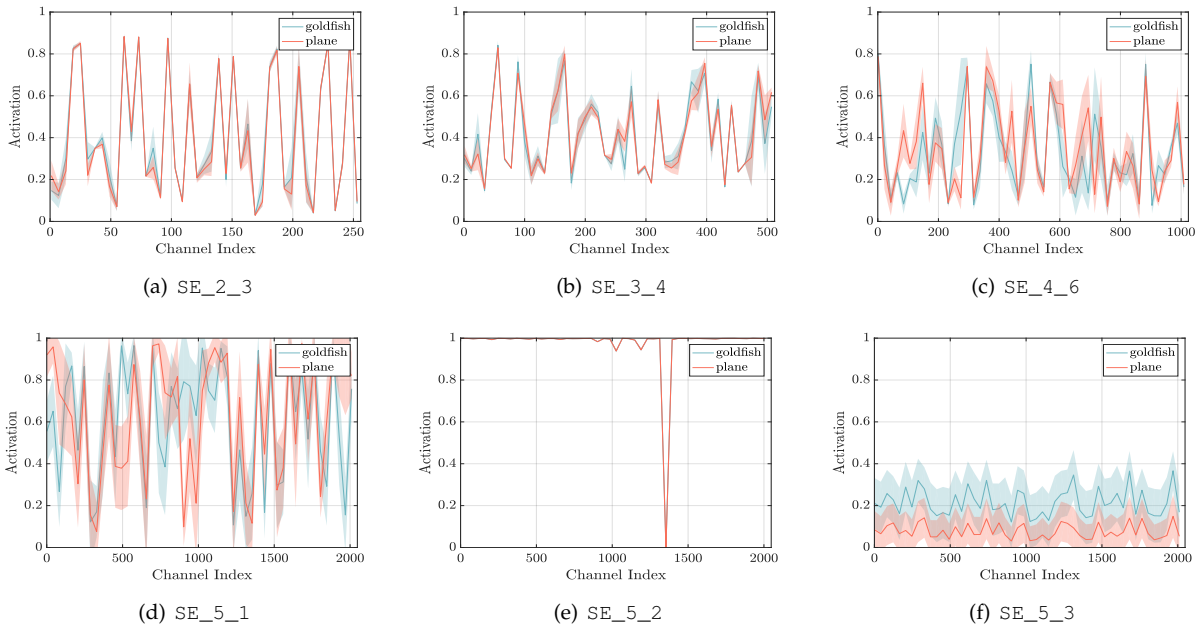 1
0.8
0.6
0.4
0.2
0
Activation
0 50 100 150 200 250
Channel Index
goldfish
plane
(a) SE_2_3
1
0.8
0.6
0.4
0.2
0
Activation
0 100 200 300 400 500
Channel Index
goldfish
plane
(b) SE_3_4
1
0.8
0.6
0.4
0.2
0
Activation
0 200 400 600 800 1000
Channel Index
goldfish
plane
(c) SE_4_6
1
0.8
0.6
0.4
0.2
0
Activation
0 500 1000 1500 2000
Channel Index
goldfish
plane
(d) SE_5_1
1
0.8
0.6
0.4
0.2
0
Activation
0 500 1000 1500 2000
Channel Index
goldfish
plane
(e) SE_5_2
1
0.8
0.6
0.4
0.2
0
Activation
0 500 1000 1500 2000
Channel Index
goldfish
plane
(f) SE_5_3